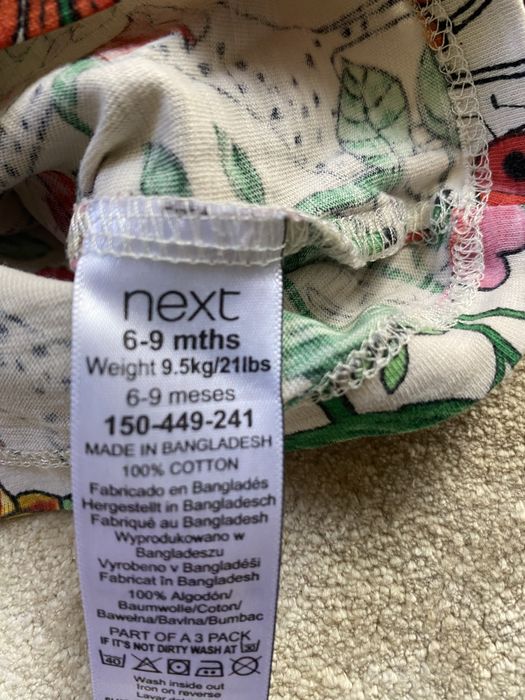 next
6-9 mths
Weight 9.5kg/21lbs
6-9 meses
150-449-241
MADE IN BANGLADESH
100% COTTON
Fabricado en Bangladés
Hergestellt in Bangladesch
Fabriqué au Bangladesh
Wyprodukowano w
Bangladeszu
Vyrobeno v Bangladéši
Fabricat în Bangladesh
100% Algodón/
Baumwolle/Coton/
Bawełna/Bavlna/Bumbac
PART OF A 3 PACK
IF IT'S NOT DIRTY WASH AT 30
40
Wash inside out
Iron on reverse